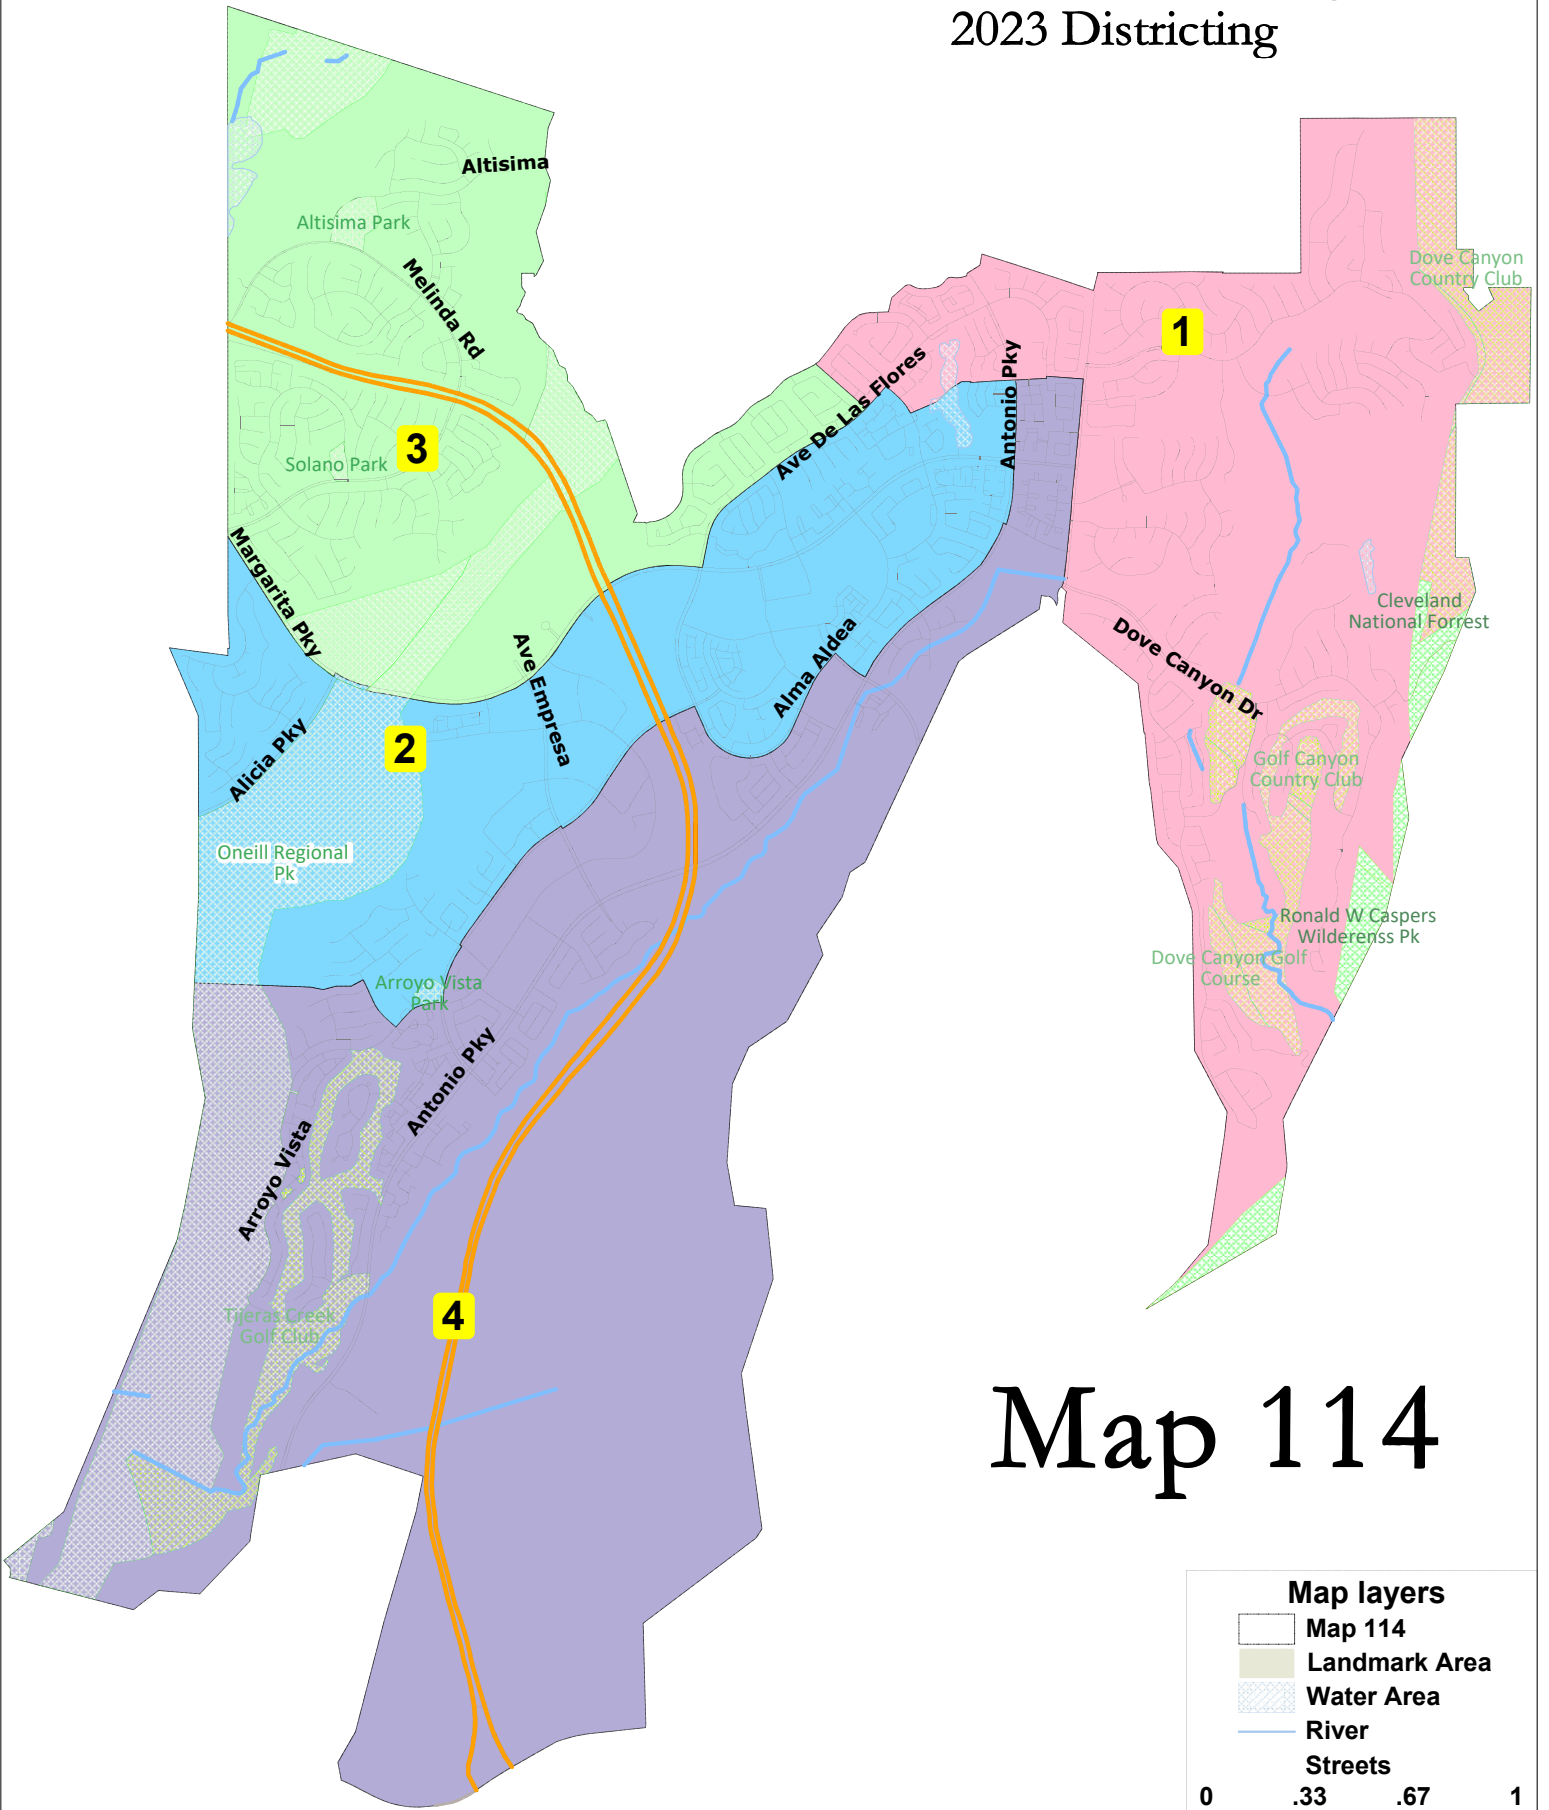 2023 Districting
Altisima
Altisima Park
Melinda Rd
Dove Canyon
Country Club
1
Ave De Las Flores
Antonio Pky
3
Solano Park
Margarita Pky
Cleveland
National Forrest
Ave Empresa
Alma Aldea
Dove Canyon Dr
Alicia Pky
2
Golf Canyon
Country Club
Oneill Regional
Pk
Ronald W Caspers
Wilderenss Pk
Dove Canyon Golf
Course
Arroyo Vista
Park
Antonio Pky
Arroyo Vista
Tijeras Creek
Golf Club
4
Map 114
Map layers
Map 114
Landmark Area
Water Area
River
Streets
0 .33 .67 1